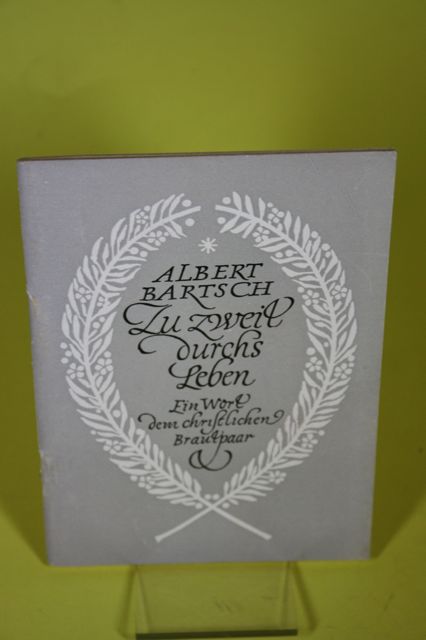 ALBERT
BARTSCH
Zu zweit
durchs
Leben
Ein Wort
dem christlichen
Brautpaar